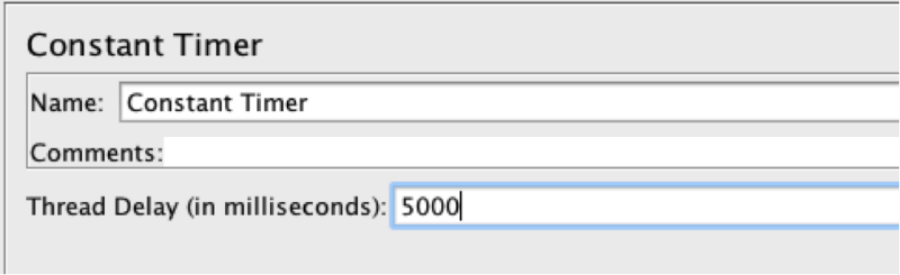 Constant Timer
Name: Constant Timer
Comments:
Thread Delay (in milliseconds): 5000